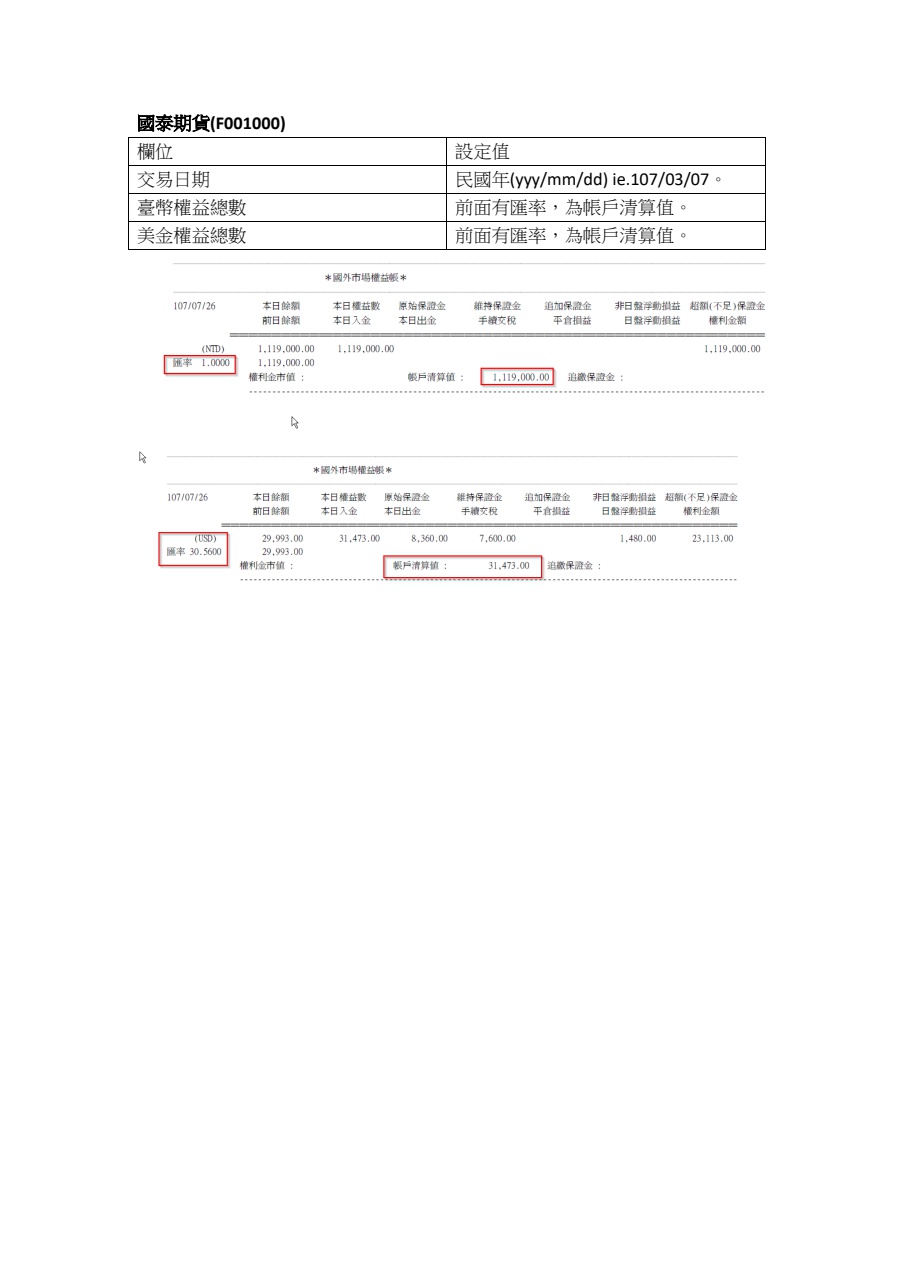 國泰期貨(F001000)
欄位 設定值
交易日期 民國年(yyy/mm/dd) ie.107/03/07。
臺幣權益總數 前面有匯率，為帳戶清算值。
美金權益總數 前面有匯率，為帳戶清算值。
＊國外市場權益帳＊
107/07/26 本日餘額 本日權益數 原始保證金 維持保證金 追加保證金 非日盤浮動損益 超額(不足)保證金
前日餘額 本日入金 本日出金 手續交稅 平倉損益 日盤浮動損益 權利金額
(NTD) 1,119,000.00 1,119,000.00 1,119,000.00
匯率 1.0000 1,119,000.00
權利金市值 : 帳戶清算值 : 1,119,000.00 追繳保證金 :
＊國外市場權益帳＊
107/07/26 本日餘額 本日權益數 原始保證金 維持保證金 追加保證金 非日盤浮動損益 超額(不足)保證金
前日餘額 本日入金 本日出金 手續交稅 平倉損益 日盤浮動損益 權利金額
(USD) 29,993.00 31,473.00 8,360.00 7,600.00 1,480.00 23,113.00
匯率 30.5600 29,993.00
權利金市值 : 帳戶清算值 : 31,473.00 追繳保證金 :